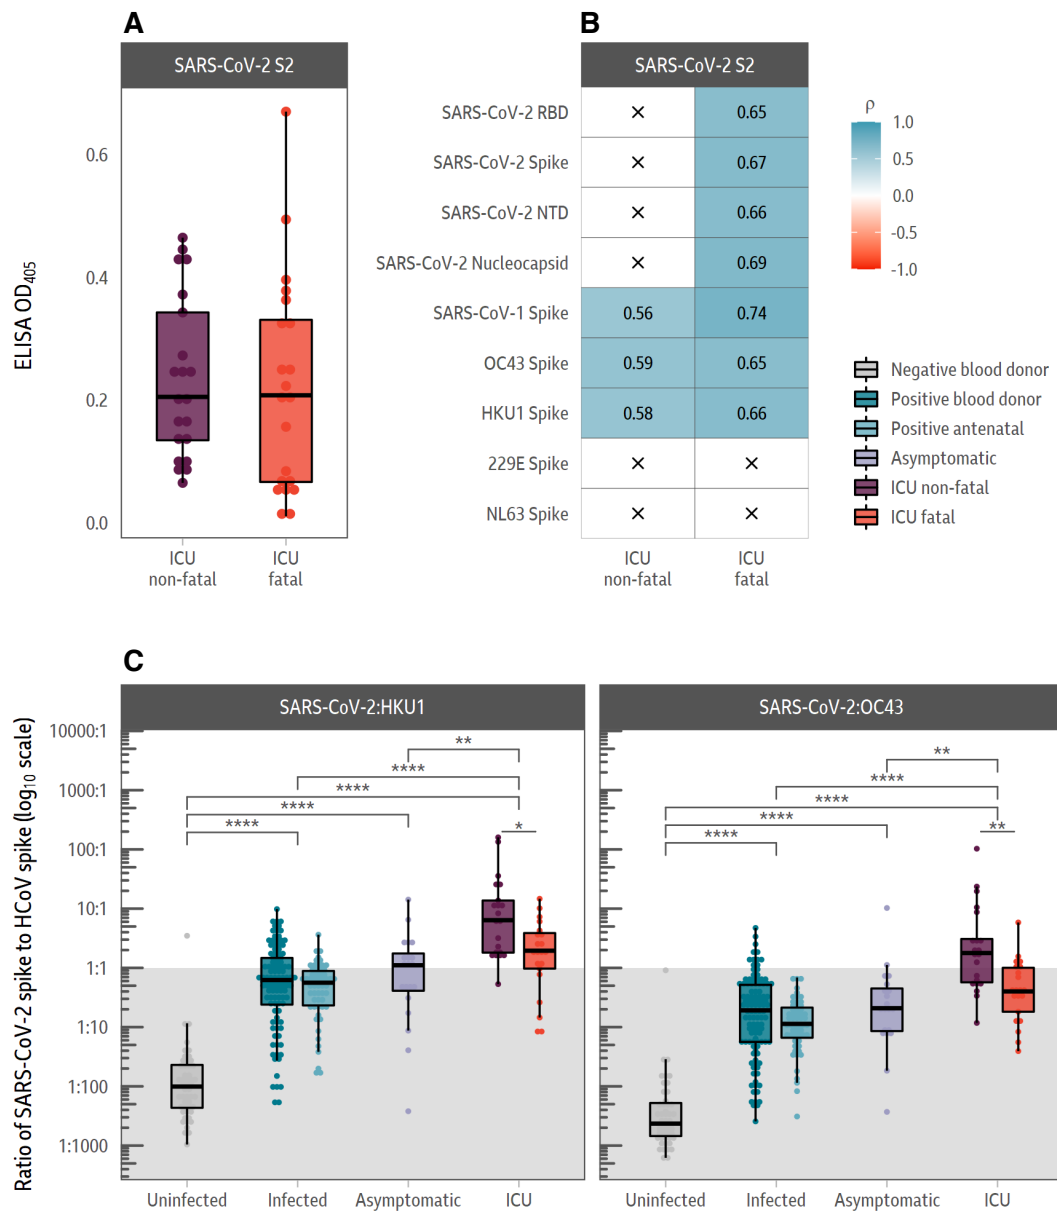 A
B
SARS-CoV-2 S2
SARS-CoV-2 S2
ELISA OD405
0.6
0.4
0.2
0.0
ICU
non-fatal
ICU
fatal
SARS-CoV-2 RBD
× 0.65
SARS-CoV-2 Spike
× 0.67
SARS-CoV-2 NTD
× 0.66
SARS-CoV-2 Nucleocapsid
× 0.69
SARS-CoV-1 Spike
0.56 0.74
OC43 Spike
0.59 0.65
HKU1 Spike
0.58 0.66
229E Spike
× ×
NL63 Spike
× ×
ICU
non-fatal
ICU
fatal
ρ
1.0
0.5
0.0
-0.5
-1.0
Negative blood donor
Positive blood donor
Positive antenatal
Asymptomatic
ICU non-fatal
ICU fatal
C
SARS-CoV-2:HKU1
SARS-CoV-2:OC43
Ratio of SARS-CoV-2 spike to HCoV spike (log10 scale)
10000:1
1000:1
100:1
10:1
1:1
1:10
1:100
1:1000
**
****
****
****
****
*
**
****
****
****
****
**
Uninfected
Infected
Asymptomatic
ICU
Uninfected
Infected
Asymptomatic
ICU